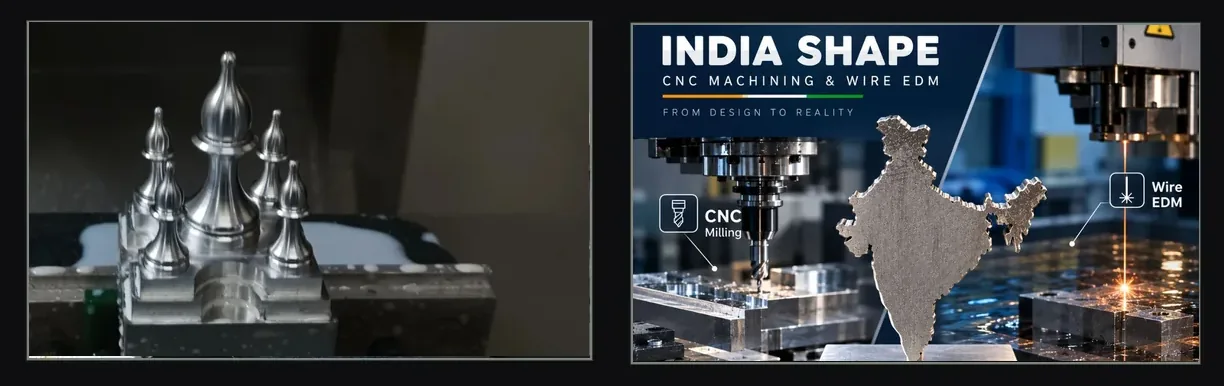 INDIA SHAPE
CNC MACHINING & WIRE EDM
FROM DESIGN TO REALITY
CNC
Milling
Wire
EDM